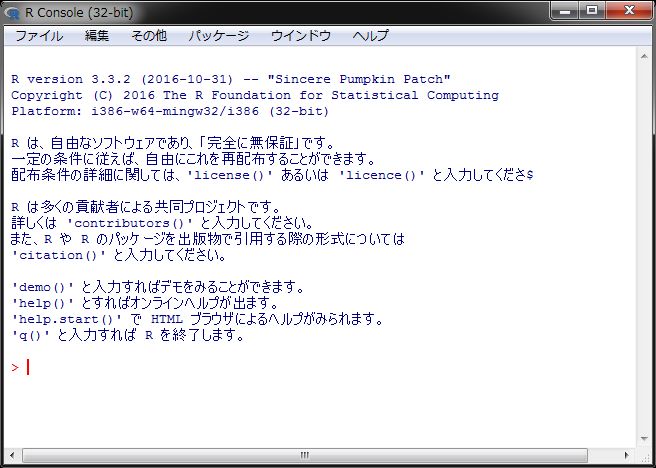 R Console (32-bit)
ファイル 編集 その他 パッケージ ウインドウ ヘルプ
R version 3.3.2 (2016-10-31) -- "Sincere Pumpkin Patch"
Copyright (C) 2016 The R Foundation for Statistical Computing
Platform: i386-w64-mingw32/i386 (32-bit)
R は、自由なソフトウェアであり、「完全に無保証」です。
一定の条件に従えば、自由にこれを再配布することができます。
配布条件の詳細に関しては、'license()' あるいは 'licence()' と入力してくださ$
R は多くの貢献者による共同プロジェクトです。
詳しくは 'contributors()' と入力してください。
また、R や R のパッケージを出版物で引用する際の形式については
'citation()' と入力してください。
'demo()' と入力すればデモをみることができます。
'help()' とすればオンラインヘルプが出ます。
'help.start()' で HTML ブラウザによるヘルプがみられます。
'q()' と入力すれば R を終了します。
>